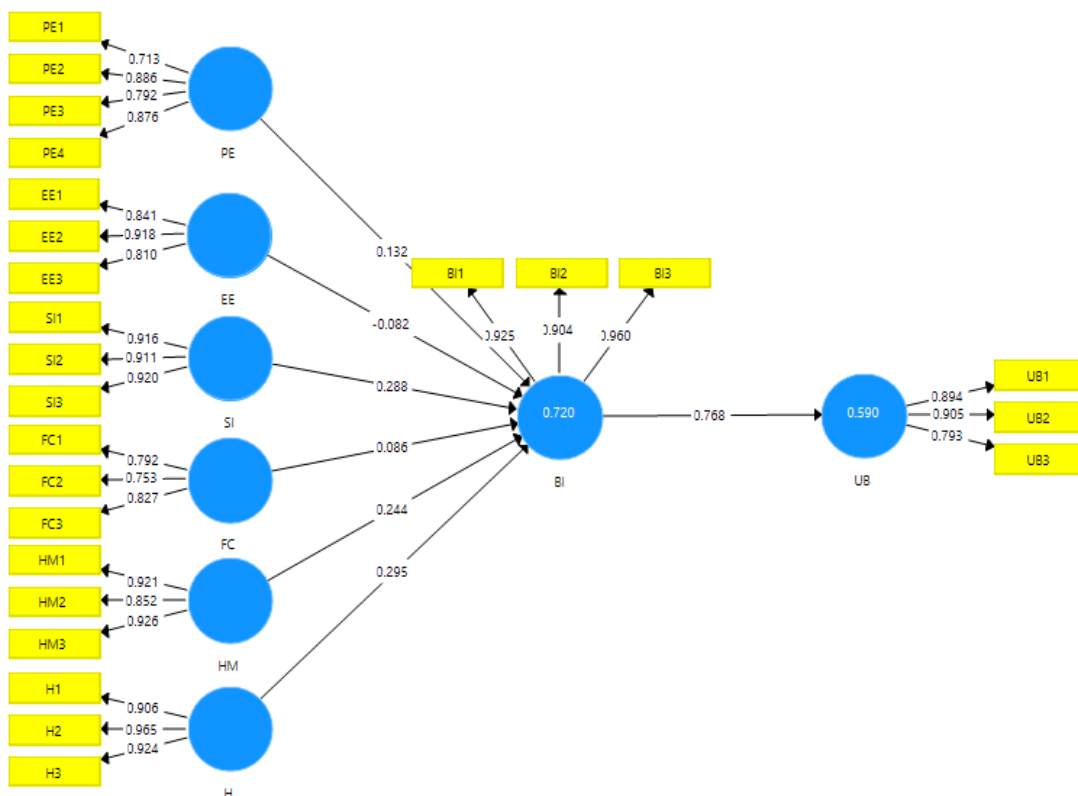 PE1
PE2
PE3
PE4
0.713
0.886
0.792
0.876
PE
EE1
EE2
EE3
0.841
0.918
0.810
EE
SI1
SI2
SI3
0.916
0.911
0.920
SI
FC1
FC2
FC3
0.792
0.753
0.827
FC
HM1
HM2
HM3
0.921
0.852
0.926
HM
H1
H2
H3
0.906
0.965
0.924
H
0.132
-0.082
0.288
0.086
0.244
0.295
BI1
BI2
BI3
0.925
0.904
0.960
0.720
BI
0.768
0.590
UB
0.894
0.905
0.793
UB1
UB2
UB3